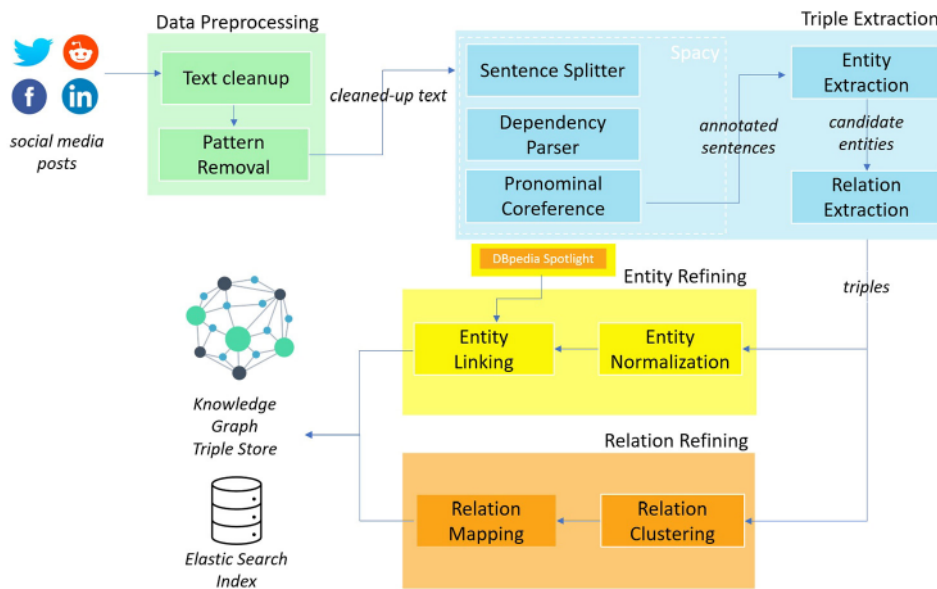 Data Preprocessing
Triple Extraction
f
in
social media
posts
Text cleanup
Pattern
Removal
cleaned-up text
Spacy
Sentence Splitter
Dependency
Parser
Pronominal
Coreference
annotated
sentences
Entity
Extraction
candidate
entities
Relation
Extraction
triples
DBpedia Spotlight
Entity Refining
Entity
Linking
Entity
Normalization
Relation Refining
Relation
Mapping
Relation
Clustering
Knowledge
Graph
Triple Store
Elastic Search
Index